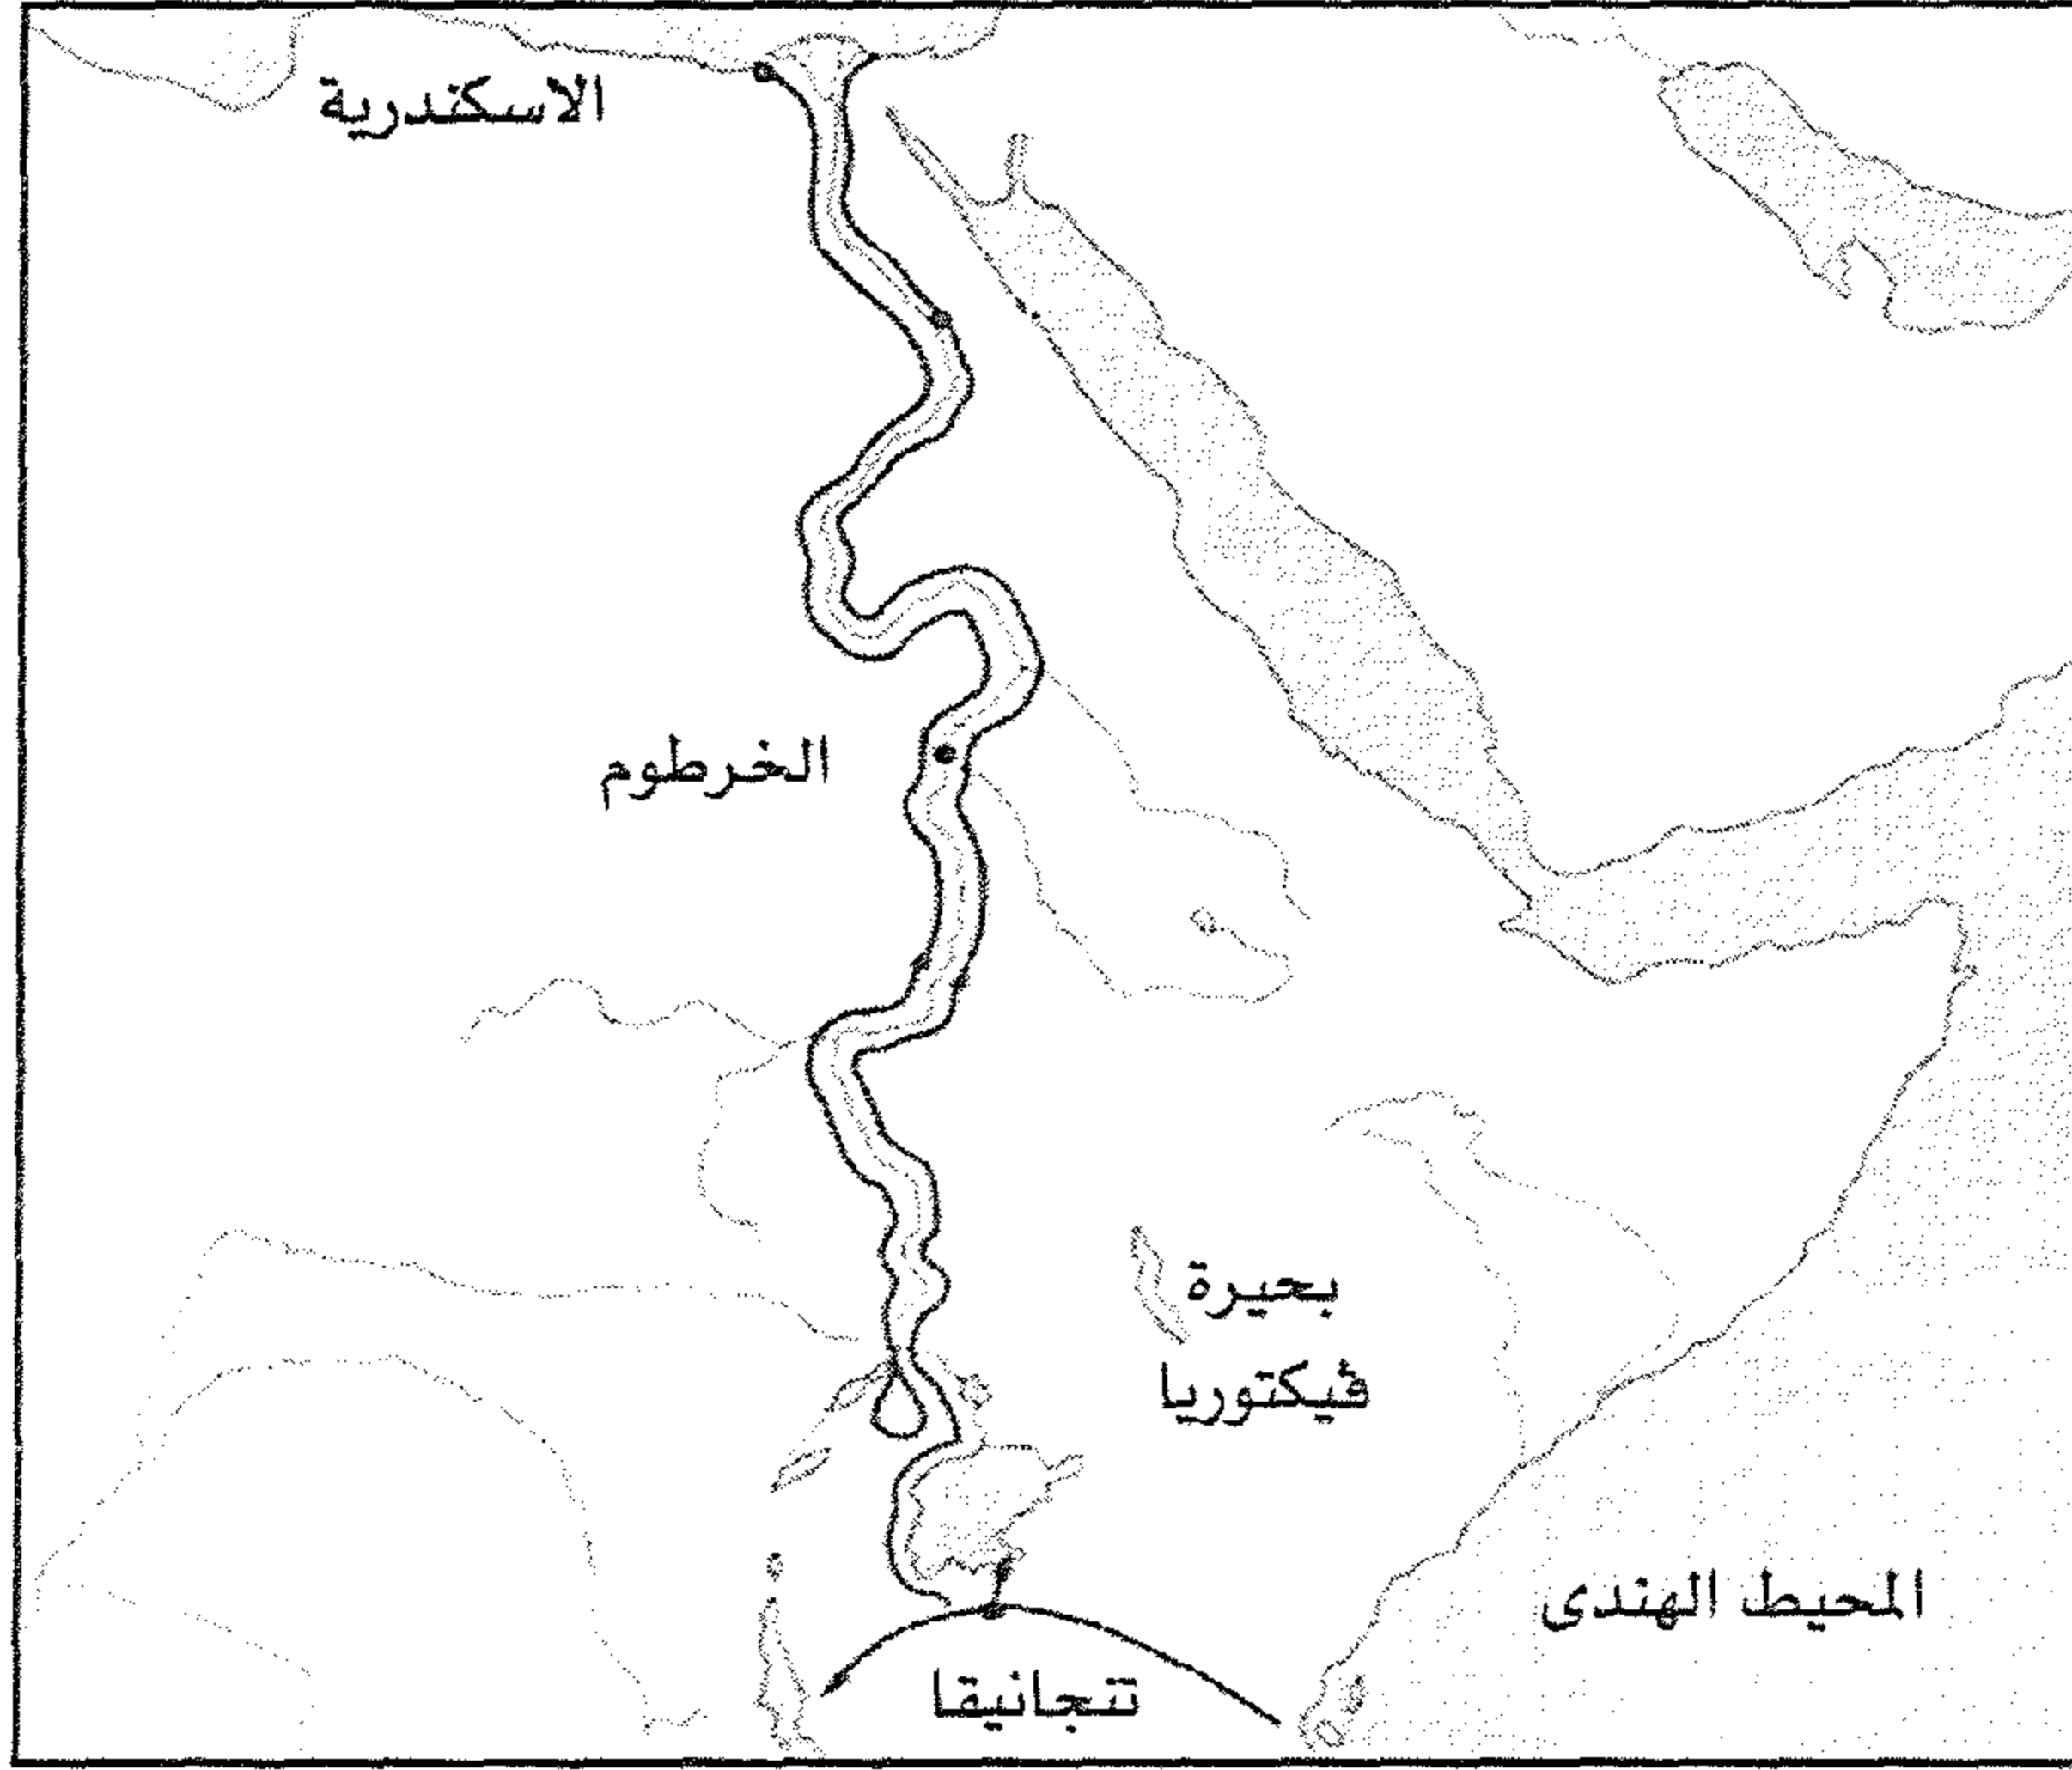 الاسكندرية
الخرطوم
بحيرة
ڤيكتوريا
المحيط الهندى
تنجانيقا